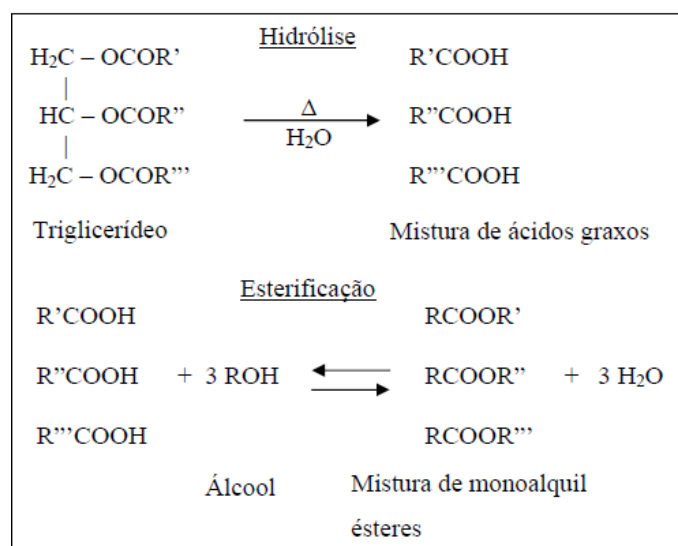 Hidrólise
H₂C – OCOR’ R’COOH
|
HC – OCOR” Δ R”COOH
| H₂O
H₂C – OCOR”’ R”’COOH
Triglicerídeo Mistura de ácidos graxos
Esterificação
R’COOH RCOOR’
R”COOH + 3 ROH RCOOR” + 3 H₂O
R”’COOH RCOOR”’
Álcool Mistura de monoalquil
ésteres